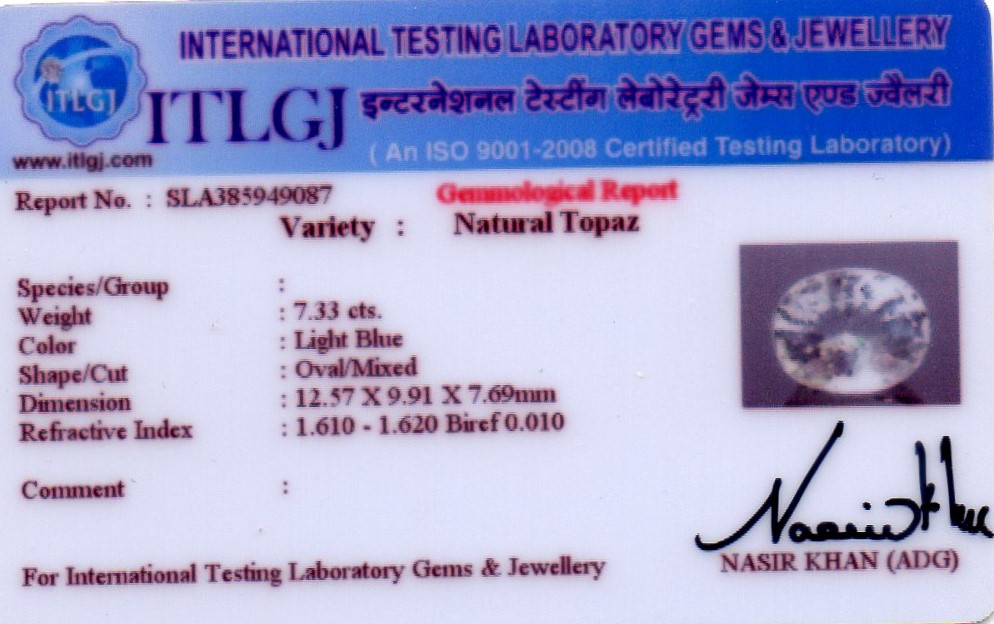 INTERNATIONAL TESTING LABORATORY GEMS & JEWELLERY
ITLGJ
ITLGJ इन्टरनेशनल टेस्टींग लेबोरेट्ररी जेम्स एण्ड ज्वैलरी
www.itlgj.com
( An ISO 9001-2008 Certified Testing Laboratory)
Report No. : SLA385949087
Gemmological Report
Variety : Natural Topaz
Species/Group :
Weight : 7.33 cts.
Color : Light Blue
Shape/Cut : Oval/Mixed
Dimension : 12.57 X 9.91 X 7.69mm
Refractive Index : 1.610 - 1.620 Biref 0.010
Comment :
Nasir Khan
NASIR KHAN (ADG)
For International Testing Laboratory Gems & Jewellery